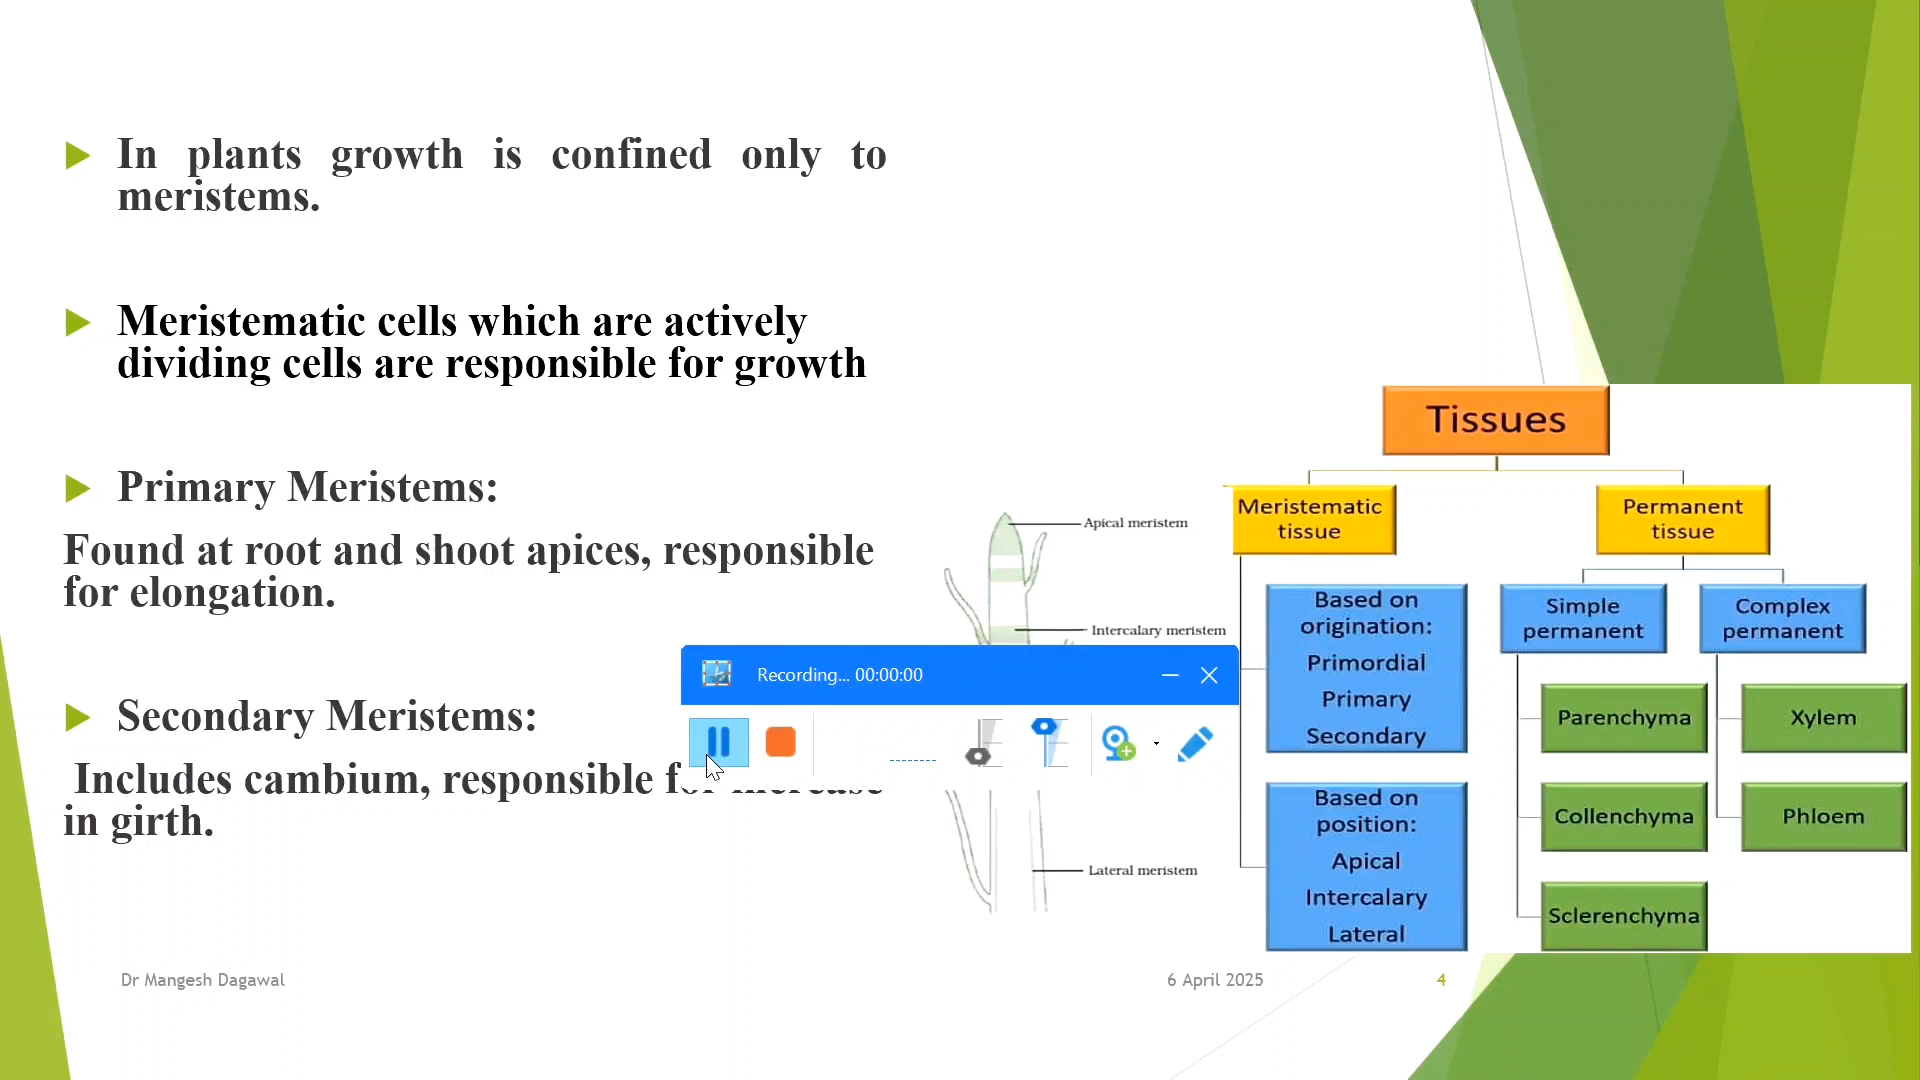 In plants growth is confined only to
meristems.
Meristematic cells which are actively
dividing cells are responsible for growth
Primary Meristems:
Found at root and shoot apices, responsible
for elongation.
Secondary Meristems:
Includes cambium, responsible for increase
in girth.
Apical meristem
Intercalary meristem
Lateral meristem
Recording... 00:00:00
Tissues
Meristematic
tissue
Permanent
tissue
Based on
origination:
Primordial
Primary
Secondary
Based on
position:
Apical
Intercalary
Lateral
Simple
permanent
Complex
permanent
Parenchyma
Collenchyma
Sclerenchyma
Xylem
Phloem
Dr Mangesh Dagawal
6 April 2025
4